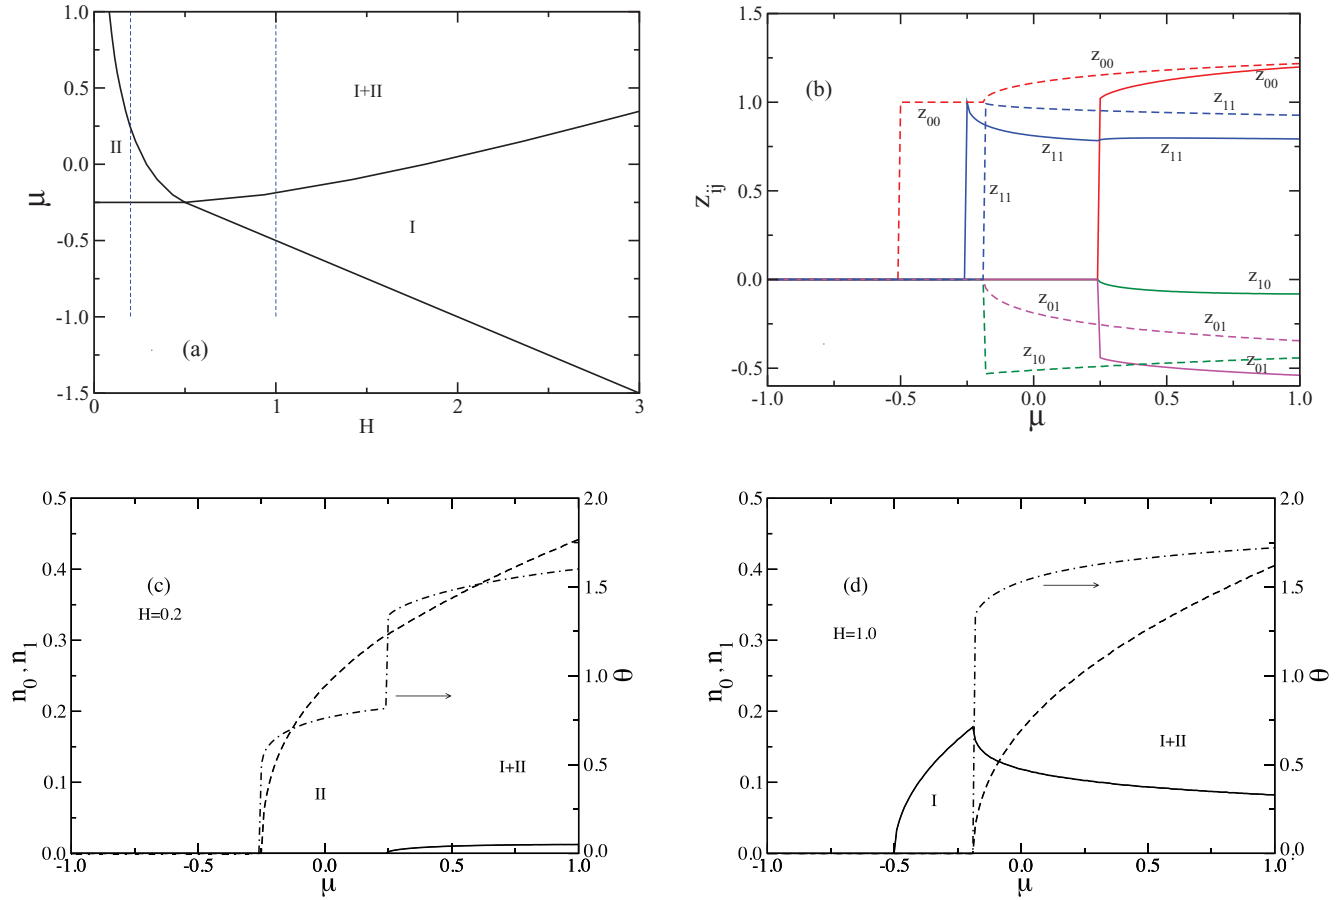 1.0
0.5
0.0
-0.5
-1.0
-1.5
μ
0
1
2
3
H
II
I+II
I
(a)
1.5
1.0
0.5
0.0
-0.5
z_ij
(b)
z_00
z_00
z_00
z_11
z_11
z_11
z_11
z_10
z_01
z_01
z_10
z_01
-1.0
-0.5
0.0
0.5
1.0
μ
0.5
0.4
0.3
0.2
0.1
0.0
n_0 , n_1
2.0
1.5
1.0
0.5
0.0
θ
(c)
H=0.2
II
I+II
-1.0
-0.5
0.0
0.5
1.0
μ
0.5
0.4
0.3
0.2
0.1
0.0
n_0 , n_1
2.0
1.5
1.0
0.5
0.0
θ
(d)
H=1.0
I
I+II
-1.0
-0.5
0.0
0.5
1.0
μ